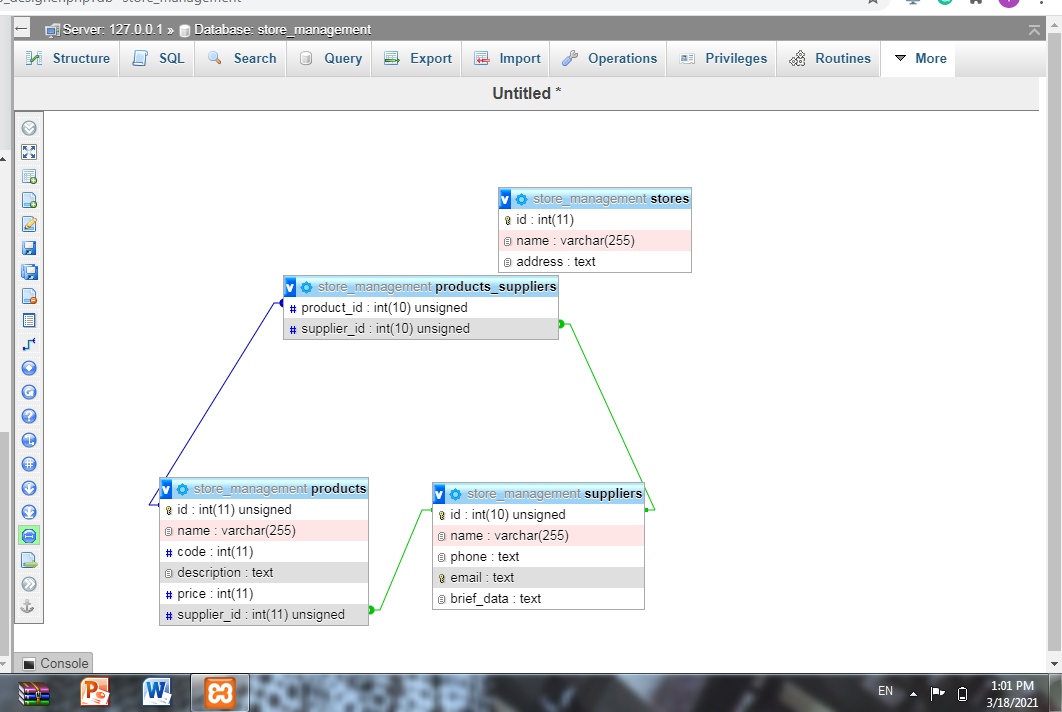 Server: 127.0.0.1 » Database: store_management
Structure SQL Search Query Export Import Operations Privileges Routines More
Untitled *
store_management stores
id : int(11)
name : varchar(255)
address : text
store_management products_suppliers
product_id : int(10) unsigned
supplier_id : int(10) unsigned
store_management products
id : int(11) unsigned
name : varchar(255)
code : int(11)
description : text
price : int(11)
supplier_id : int(11) unsigned
store_management suppliers
id : int(10) unsigned
name : varchar(255)
phone : text
email : text
brief_data : text
Console
EN
1:01 PM
3/18/2021